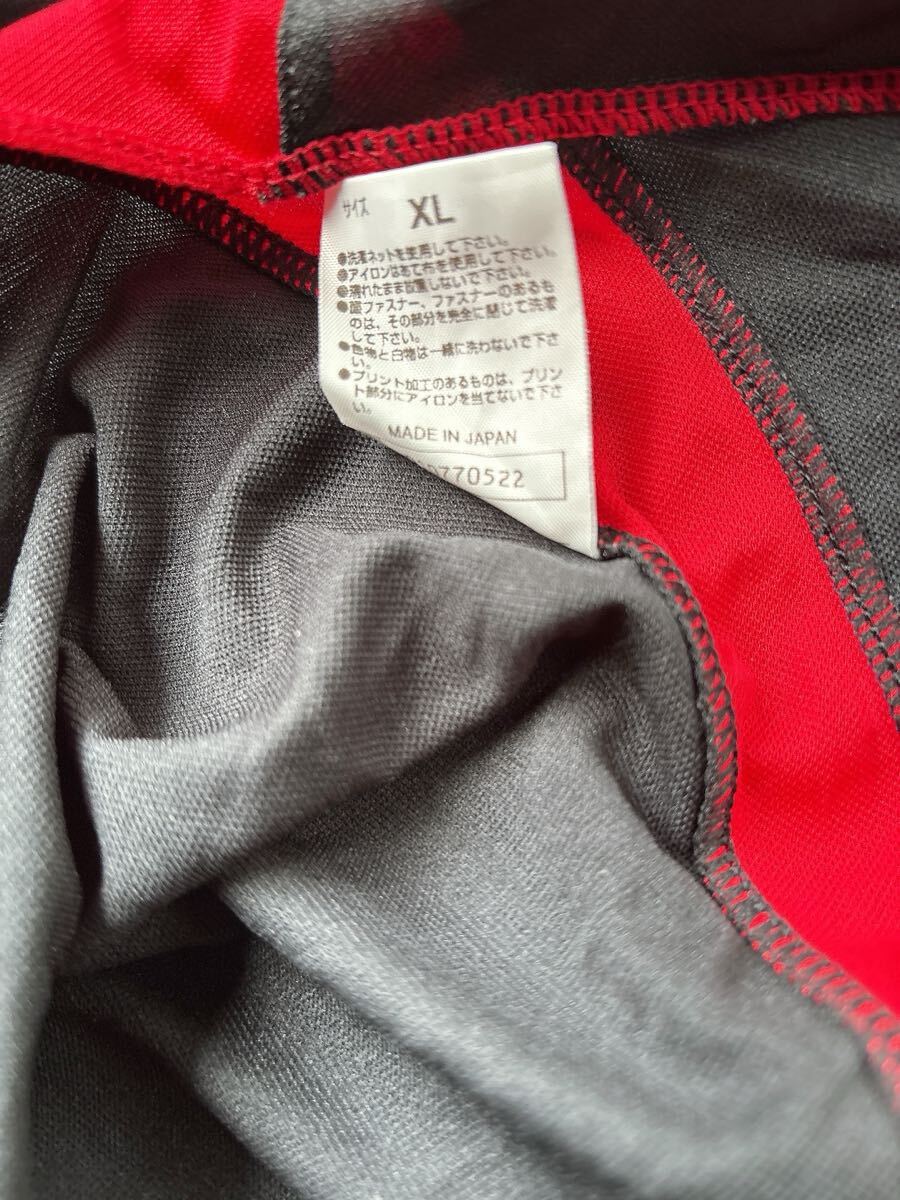 サイズ XL
●洗濯ネットを使用して下さい。
●アイロンはあて布を使用して下さい。
●濡れたまま放置しないで下さい。
●面ファスナー、ファスナーのあるも
のは、その部分を完全に閉じて洗濯
して下さい。
●色物と白物は一緒に洗わないで下さ
い。
●プリント加工のあるものは、プリン
ト部分にアイロンを当てないで下さ
い。
MADE IN JAPAN
770522